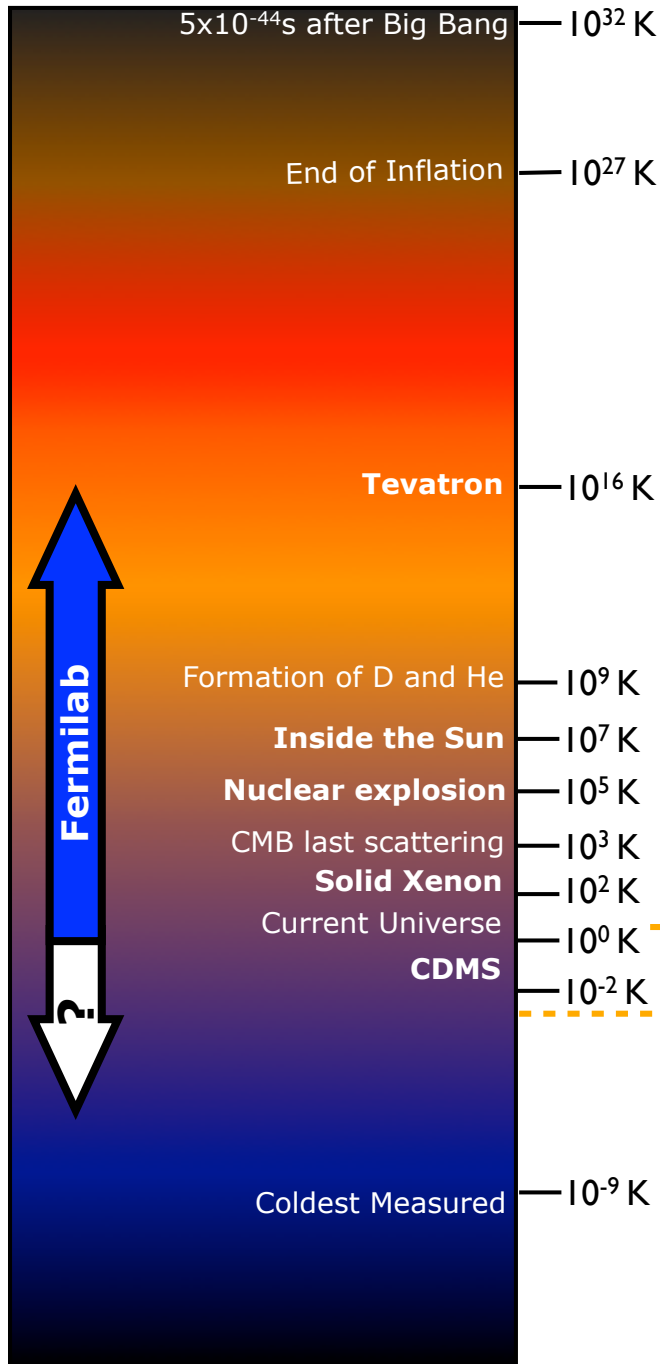 5x10⁻⁴⁴s after Big Bang 10³² K
End of Inflation 10²⁷ K
Tevatron 10¹⁶ K
Formation of D and He 10⁹ K
Inside the Sun 10⁷ K
Nuclear explosion 10⁵ K
CMB last scattering 10³ K
Solid Xenon 10² K
Current Universe 10⁰ K
CDMS 10⁻² K
Coldest Measured 10⁻⁹ K
Fermilab
?